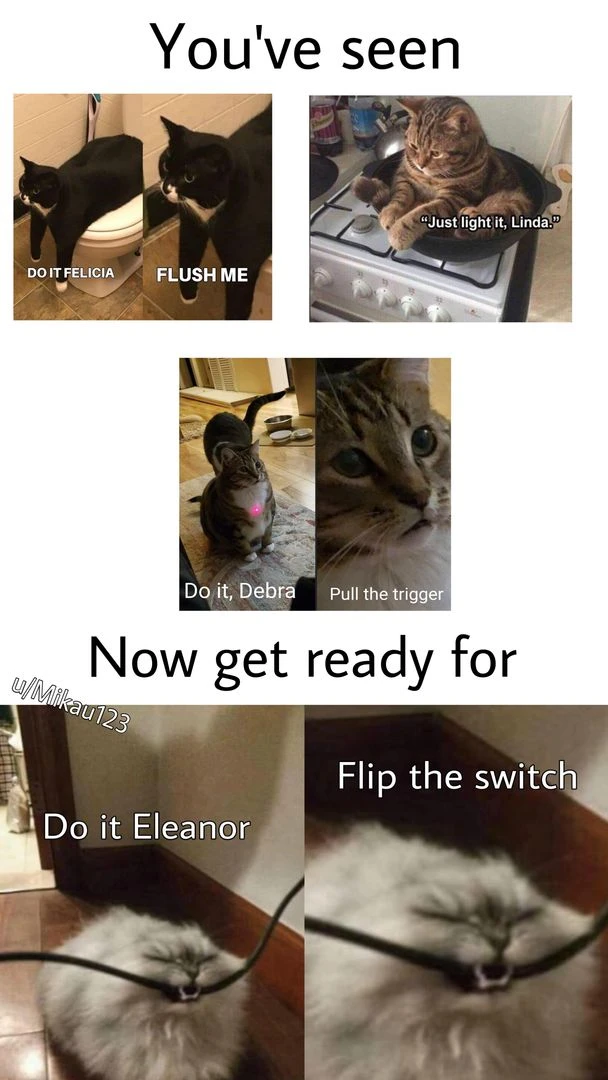 You've seen
DO IT FELICIA
FLUSH ME
“Just light it, Linda.”
Do it, Debra
Pull the trigger
Now get ready for
u/Mikau123
Flip the switch
Do it Eleanor